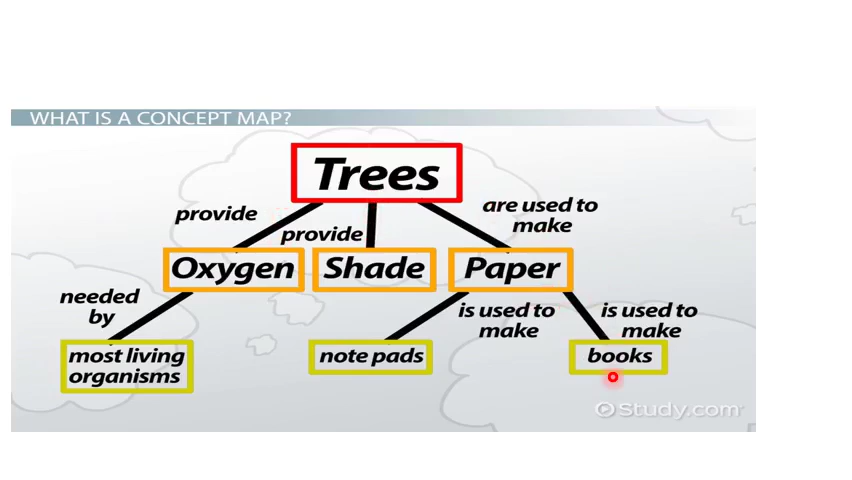 WHAT IS A CONCEPT MAP?
Trees
provide
provide
are used to
make
Oxygen
Shade
Paper
needed
by
is used to
make
is used to
make
most living
organisms
note pads
books
Study.com